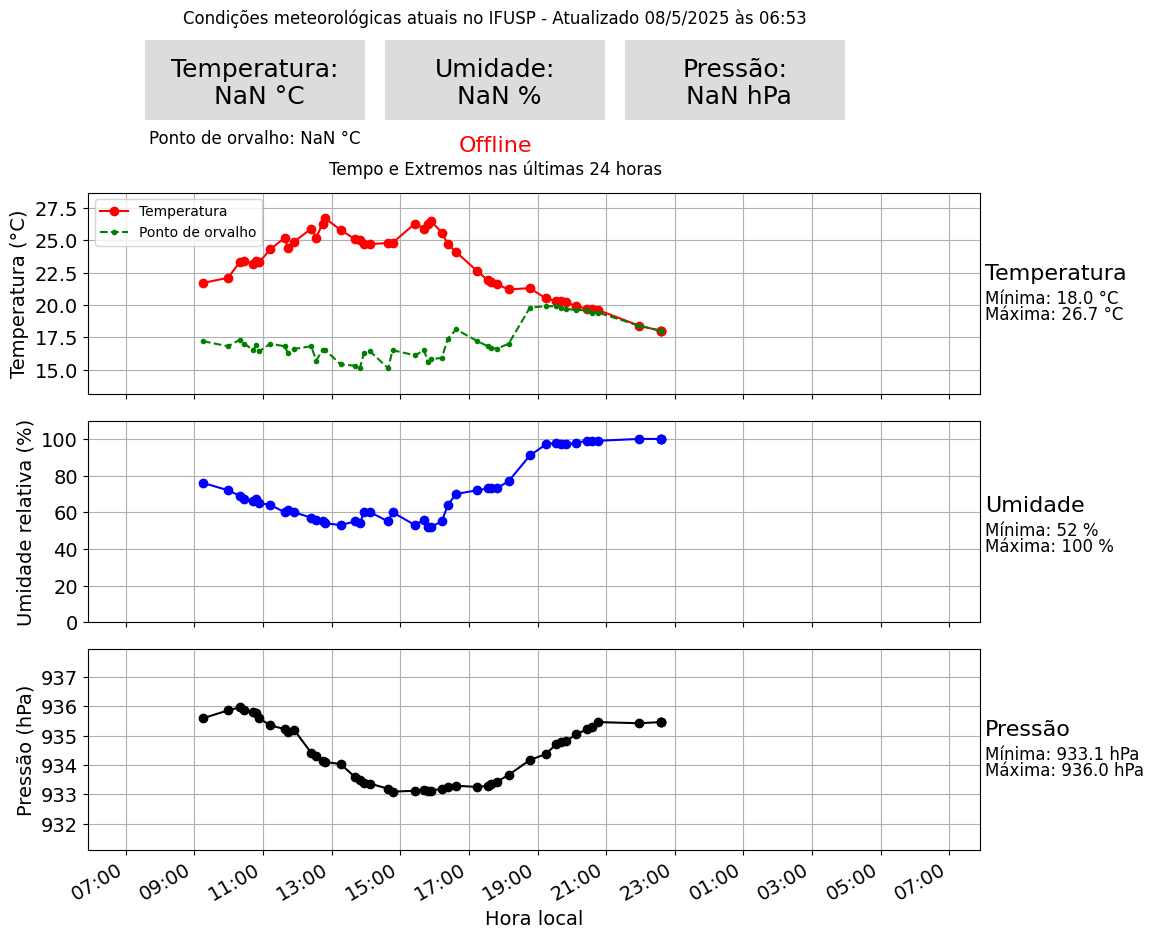 Condições meteorológicas atuais no IFUSP - Atualizado 08/5/2025 às 06:53
Temperatura:
NaN °C
Umidade:
NaN %
Pressão:
NaN hPa
Ponto de orvalho: NaN °C
Offline
Tempo e Extremos nas últimas 24 horas
Temperatura (°C)
27.5
25.0
22.5
20.0
17.5
15.0
Temperatura
Ponto de orvalho
Temperatura
Mínima: 18.0 °C
Máxima: 26.7 °C
Umidade relativa (%)
100
80
60
40
20
0
Umidade
Mínima: 52 %
Máxima: 100 %
Pressão (hPa)
937
936
935
934
933
932
Pressão
Mínima: 933.1 hPa
Máxima: 936.0 hPa
07:00 09:00 11:00 13:00 15:00 17:00 19:00 21:00 23:00 01:00 03:00 05:00 07:00
Hora local